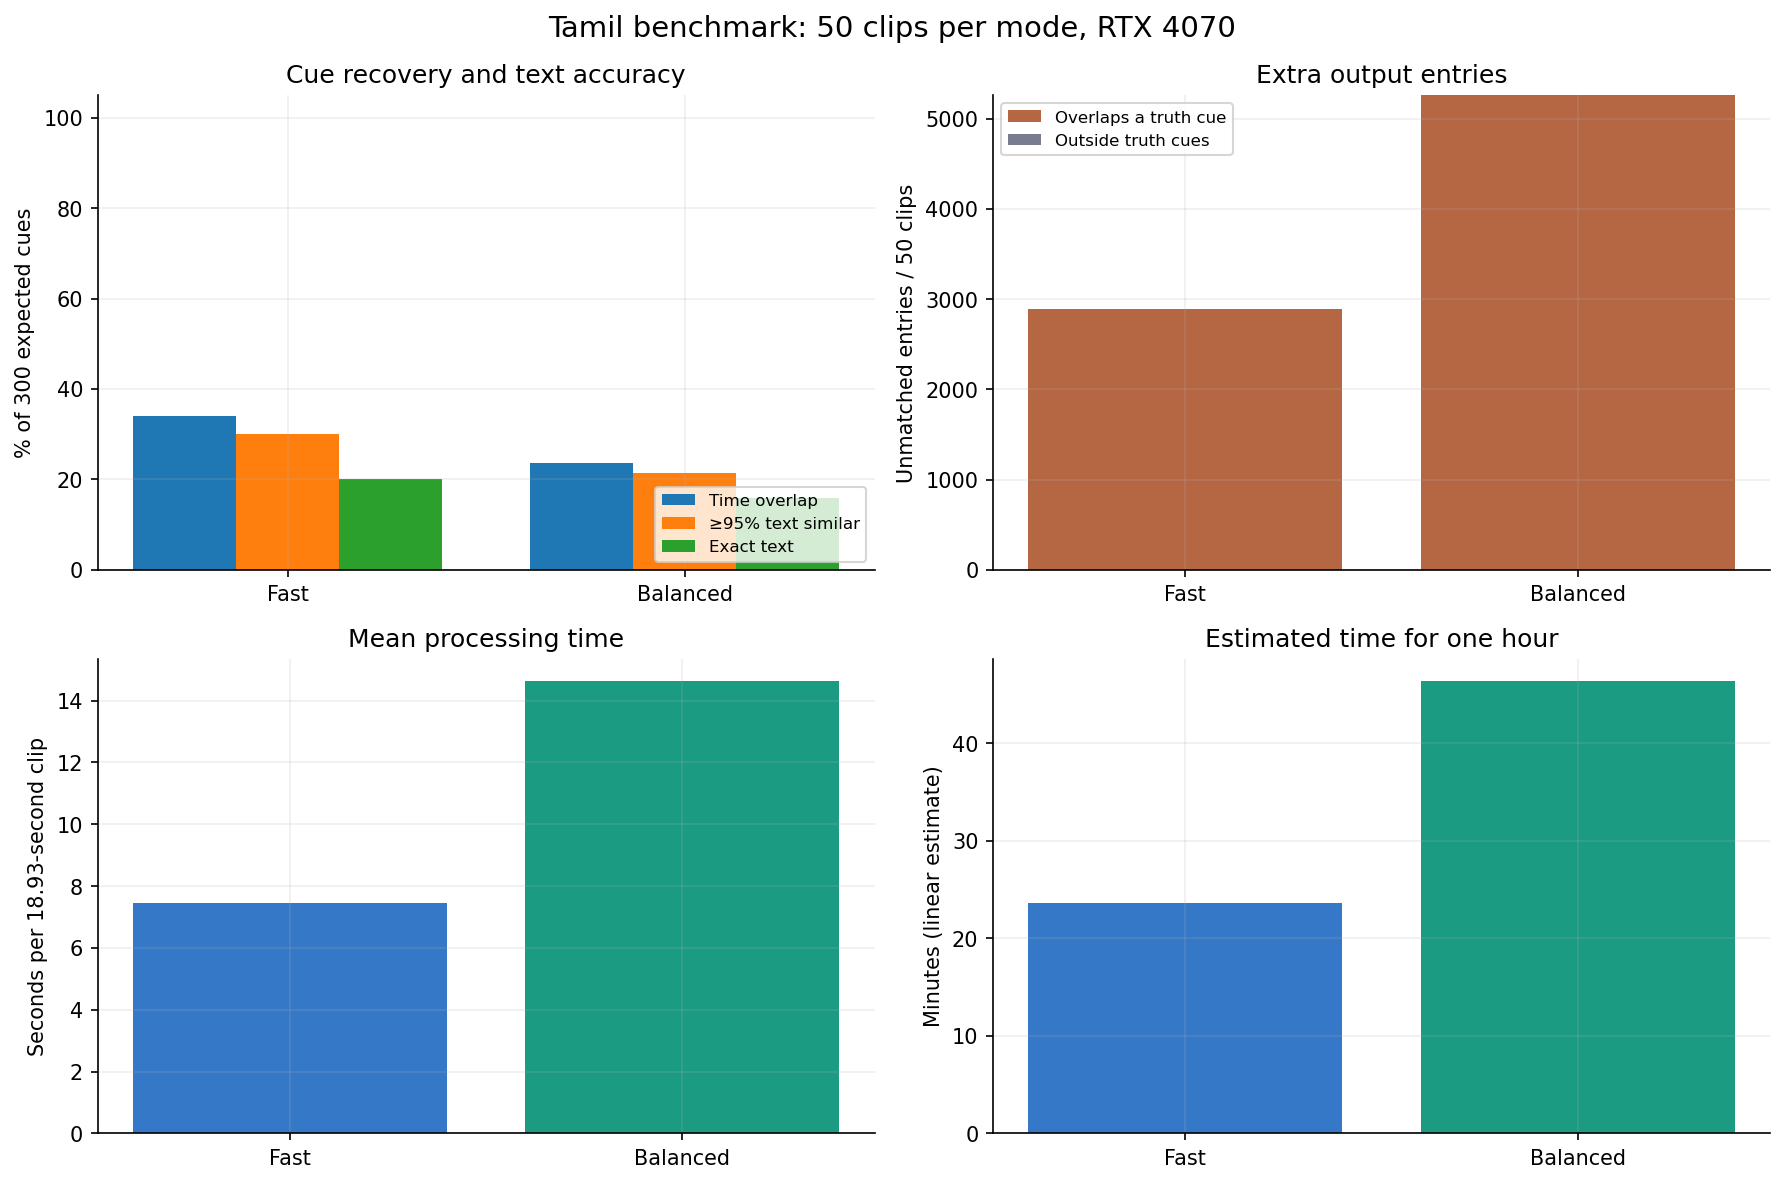 Tamil benchmark: 50 clips per mode, RTX 4070
Cue recovery and text accuracy
% of 300 expected cues
100
80
60
40
20
0
Time overlap
≥95% text similar
Exact text
Fast
Balanced
Extra output entries
Unmatched entries / 50 clips
5000
4000
3000
2000
1000
0
Overlaps a truth cue
Outside truth cues
Fast
Balanced
Mean processing time
Seconds per 18.93-second clip
14
12
10
8
6
4
2
0
Fast
Balanced
Estimated time for one hour
Minutes (linear estimate)
40
30
20
10
0
Fast
Balanced